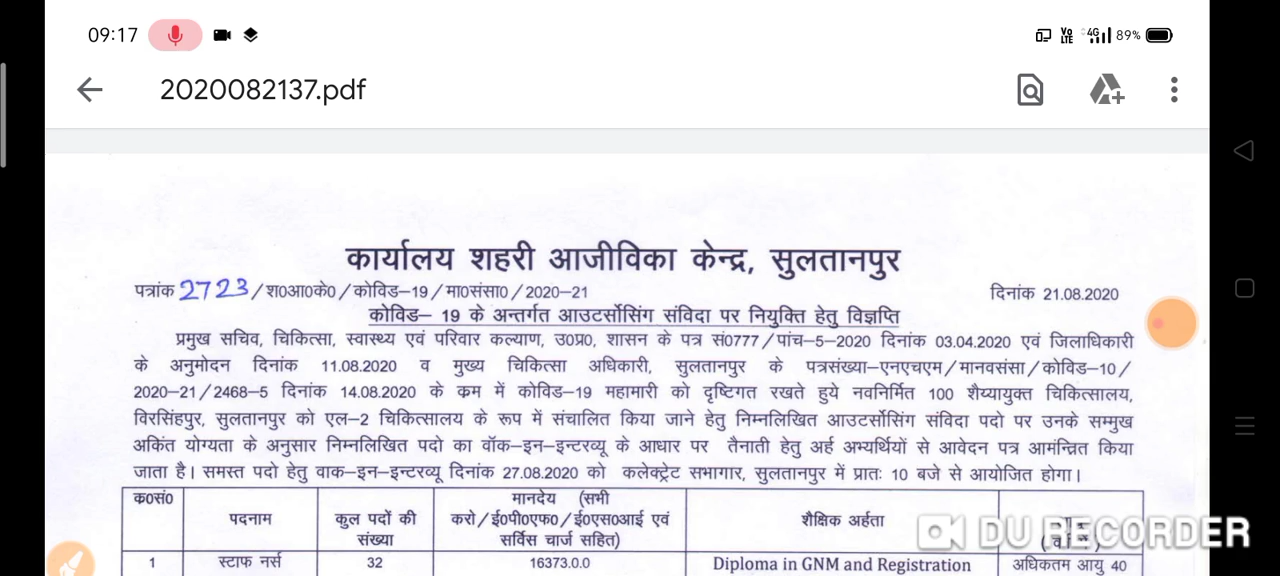 09:17
Vo LTE 4G 89%
2020082137.pdf
कार्यालय शहरी आजीविका केन्द्र, सुलतानपुर
पत्रांक 2723/श0आ0के0/कोविड–19/मा0संसा0/2020–21 दिनांक 21.08.2020
कोविड– 19 के अन्तर्गत आउटर्सोसिंग संविदा पर नियुक्ति हेतु विज्ञप्ति
प्रमुख सचिव, चिकित्सा, स्वास्थ्य एवं परिवार कल्याण, उ0प्र0, शासन के पत्र सं0777/पांच–5–2020 दिनांक 03.04.2020 एवं जिलाधिकारी
के अनुमोदन दिनांक 11.08.2020 व मुख्य चिकित्सा अधिकारी, सुलतानपुर के पत्रसंख्या–एनएचएम/मानवसंसा/कोविड–10/
2020–21/2468–5 दिनांक 14.08.2020 के क्रम में कोविड–19 महामारी को दृष्टिगत रखते हुये नवनिर्मित 100 शैय्यायुक्त चिकित्सालय,
विरसिंहपुर, सुलतानपुर को एल–2 चिकित्सालय के रूप में संचालित किया जाने हेतु निम्नलिखित आउटर्सोसिंग संविदा पदो पर उनके सम्मुख
अकिंत योग्यता के अनुसार निम्नलिखित पदो का वॉक–इन–इन्टरव्यू के आधार पर तैनाती हेतु अर्ह अभ्यर्थियों से आवेदन पत्र आमंन्त्रित किया
जाता है। समस्त पदो हेतु वाक–इन–इन्टरव्यू दिनांक 27.08.2020 को कलेक्ट्रेट सभागार, सुलतानपुर में प्रातः 10 बजे से आयोजित होगा।
क0सं0 पदनाम कुल पदों की संख्या मानदेय (सभी करो/ई0पी0एफ0/ई0एस0आई एवं सर्विस चार्ज सहित) शैक्षिक अर्हता
DU RECORDER
1 स्टाफ नर्स 32 16373.0.0 Diploma in GNM and Registration अधिकतम आयु 40